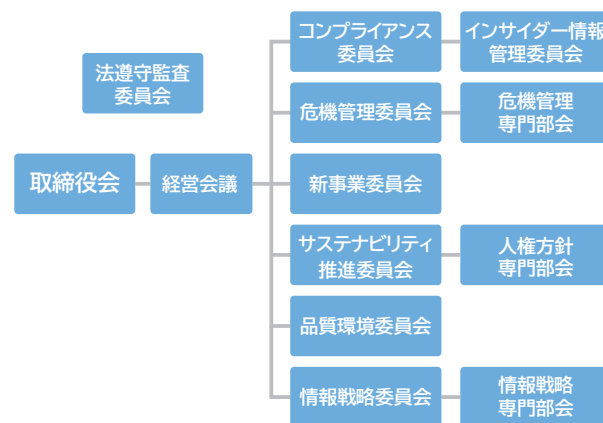 法遵守監査
委員会
取締役会
経営会議
コンプライアンス
委員会
インサイダー情報
管理委員会
危機管理委員会
危機管理
専門部会
新事業委員会
サステナビリティ
推進委員会
人権方針
専門部会
品質環境委員会
情報戦略委員会
情報戦略
専門部会